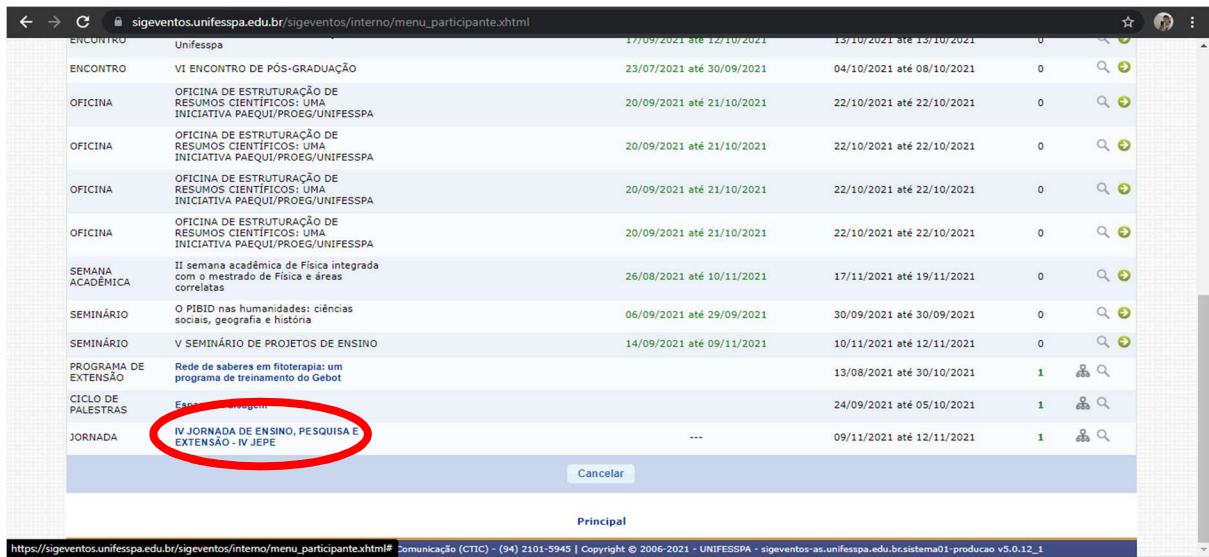 sigeventos.unifesspa.edu.br/sigeventos/interno/menu_participante.xhtml
ENCONTRO
Unifesspa
17/09/2021 até 12/10/2021 13/10/2021 até 13/10/2021 0
ENCONTRO VI ENCONTRO DE PÓS-GRADUAÇÃO 23/07/2021 até 30/09/2021 04/10/2021 até 08/10/2021 0
OFICINA DE ESTRUTURAÇÃO DE
OFICINA RESUMOS CIENTÍFICOS: UMA 20/09/2021 até 21/10/2021 22/10/2021 até 22/10/2021 0
INICIATIVA PAEQUI/PROEG/UNIFESSPA
OFICINA DE ESTRUTURAÇÃO DE
OFICINA RESUMOS CIENTÍFICOS: UMA 20/09/2021 até 21/10/2021 22/10/2021 até 22/10/2021 0
INICIATIVA PAEQUI/PROEG/UNIFESSPA
OFICINA DE ESTRUTURAÇÃO DE
OFICINA RESUMOS CIENTÍFICOS: UMA 20/09/2021 até 21/10/2021 22/10/2021 até 22/10/2021 0
INICIATIVA PAEQUI/PROEG/UNIFESSPA
OFICINA DE ESTRUTURAÇÃO DE
OFICINA RESUMOS CIENTÍFICOS: UMA 20/09/2021 até 21/10/2021 22/10/2021 até 22/10/2021 0
INICIATIVA PAEQUI/PROEG/UNIFESSPA
SEMANA II semana acadêmica de Física integrada
ACADÊMICA com o mestrado de Física e áreas 26/08/2021 até 10/11/2021 17/11/2021 até 19/11/2021 0
correlatas
SEMINÁRIO O PIBID nas humanidades: ciências 06/09/2021 até 29/09/2021 30/09/2021 até 30/09/2021 0
sociais, geografia e história
SEMINÁRIO V SEMINÁRIO DE PROJETOS DE ENSINO 14/09/2021 até 09/11/2021 10/11/2021 até 12/11/2021 0
PROGRAMA DE Rede de saberes em fitoterapia: um 13/08/2021 até 30/10/2021 1
EXTENSÃO programa de treinamento do Gebot
CICLO DE 24/09/2021 até 05/10/2021 1
PALESTRAS
JORNADA IV JORNADA DE ENSINO, PESQUISA E --- 09/11/2021 até 12/11/2021 1
EXTENSÃO - IV JEPE
Cancelar
Principal
https://sigeventos.unifesspa.edu.br/sigeventos/interno/menu_participante.xhtml# Comunicação (CTIC) - (94) 2101-5945 | Copyright © 2006-2021 - UNIFESSPA - sigeventos-as.unifesspa.edu.br.sistema01-producao v5.0.12_1